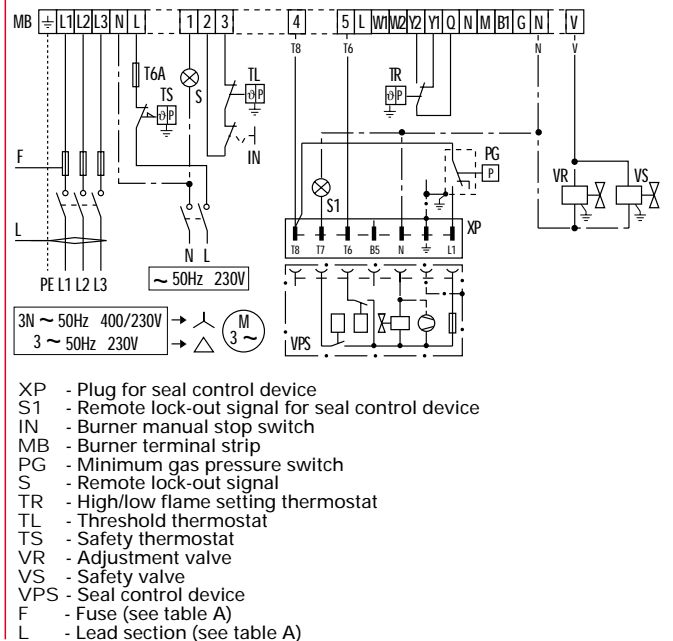 MB ⏚ L1 L2 L3 N L 1 2 3 4 5 L W1 W2 Y2 Y1 Q N M B1 G N V
T8 T6 N V
T6A
TS
ϑ P
S
TL
ϑ P
IN
TR
ϑ P
PG
P
VR VS
F
S1
XP
L
T8 T7 T6 B5 N ⏚ L1
N L
PE L1 L2 L3
~ 50Hz 230V
VPS
3N ~ 50Hz 400/230V
3 ~ 50Hz 230V
M
3 ~
XP - Plug for seal control device
S1 - Remote lock-out signal for seal control device
IN - Burner manual stop switch
MB - Burner terminal strip
PG - Minimum gas pressure switch
S - Remote lock-out signal
TR - High/low flame setting thermostat
TL - Threshold thermostat
TS - Safety thermostat
VR - Adjustment valve
VS - Safety valve
VPS - Seal control device
F - Fuse (see table A)
L - Lead section (see table A)